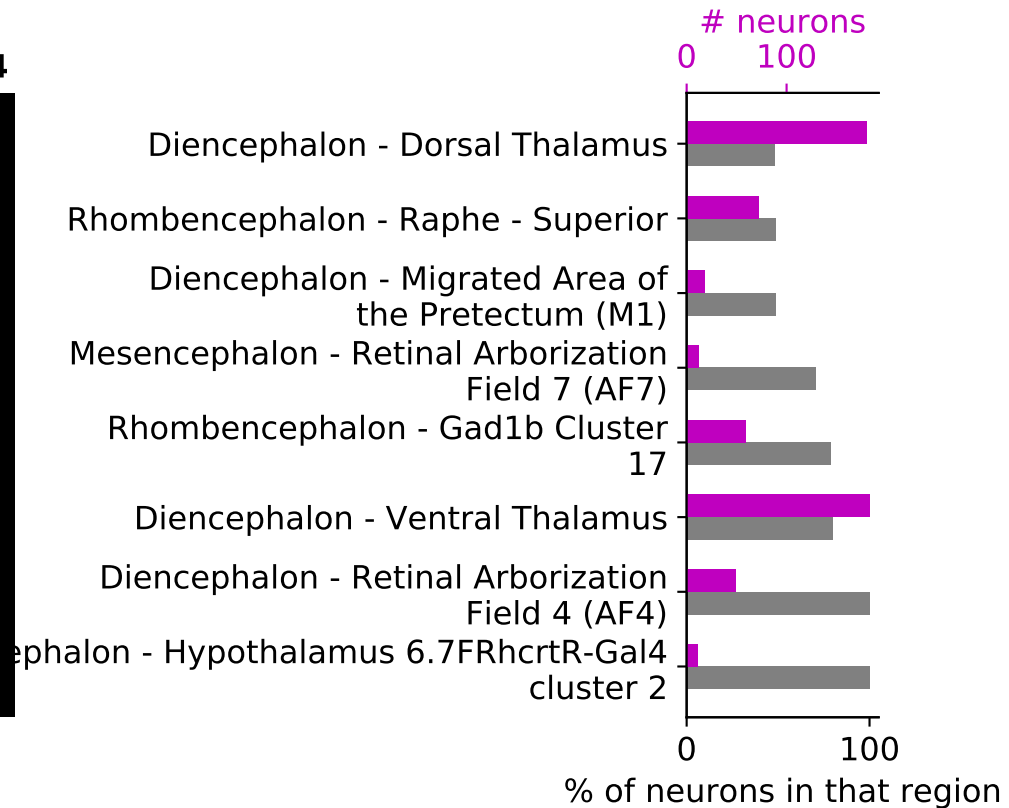 # neurons
0 100
4
Diencephalon - Dorsal Thalamus
Rhombencephalon - Raphe - Superior
Diencephalon - Migrated Area of
the Pretectum (M1)
Mesencephalon - Retinal Arborization
Field 7 (AF7)
Rhombencephalon - Gad1b Cluster
17
Diencephalon - Ventral Thalamus
Diencephalon - Retinal Arborization
Field 4 (AF4)
ephalon - Hypothalamus 6.7FRhcrtR-Gal4
cluster 2
0 100
% of neurons in that region